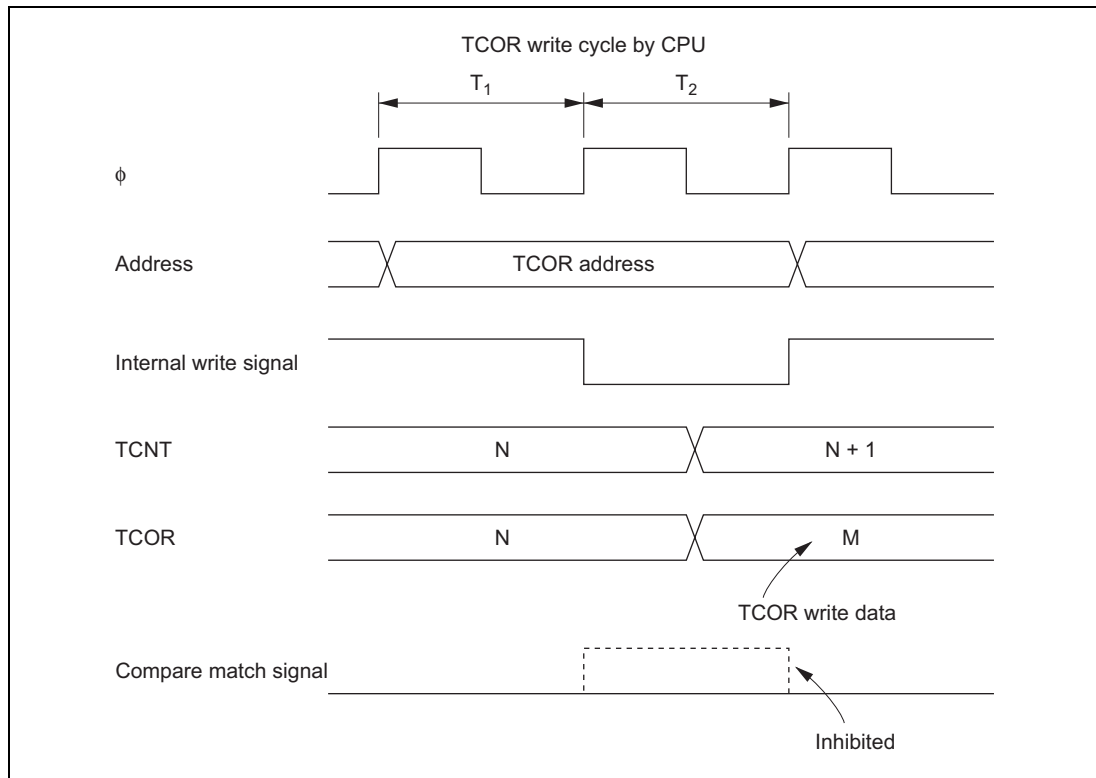 TCOR write cycle by CPU
T1 T2
ϕ
Address TCOR address
Internal write signal
TCNT N N + 1
TCOR N M
TCOR write data
Compare match signal
Inhibited